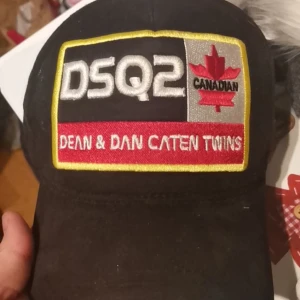 DSQ2
CANADIAN
DEAN & DAN CATEN TWINS